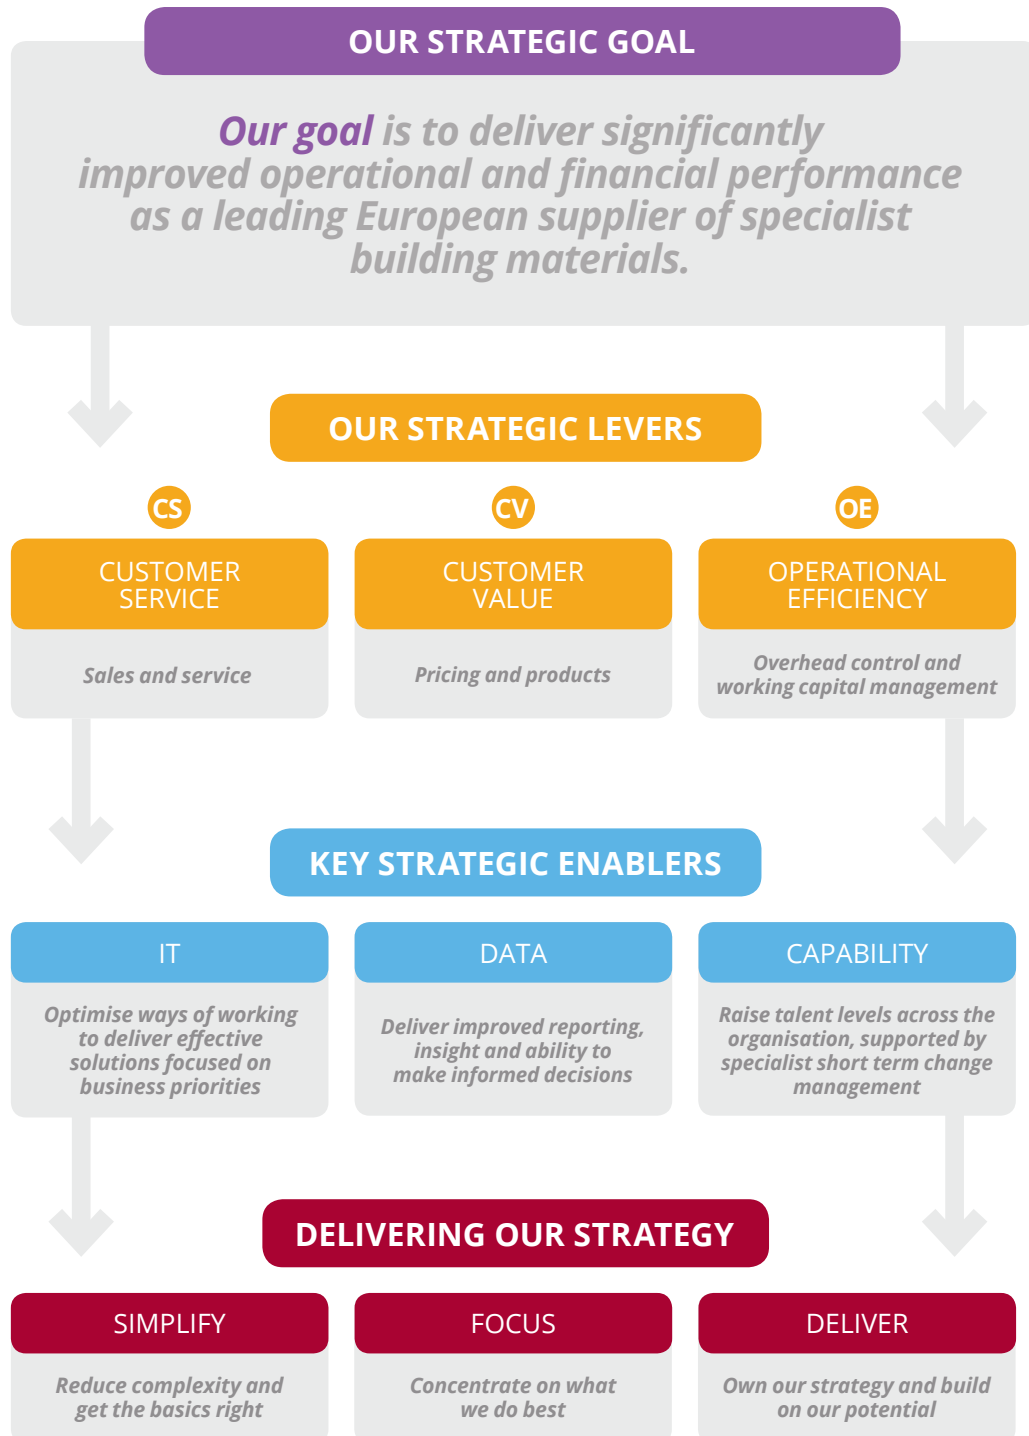 OUR STRATEGIC GOAL
Our goal is to deliver significantly
improved operational and financial performance
as a leading European supplier of specialist
building materials.
OUR STRATEGIC LEVERS
CS
CUSTOMER
SERVICE
Sales and service
CV
CUSTOMER
VALUE
Pricing and products
OE
OPERATIONAL
EFFICIENCY
Overhead control and
working capital management
KEY STRATEGIC ENABLERS
IT
Optimise ways of working
to deliver effective
solutions focused on
business priorities
DATA
Deliver improved reporting,
insight and ability to
make informed decisions
CAPABILITY
Raise talent levels across the
organisation, supported by
specialist short term change
management
DELIVERING OUR STRATEGY
SIMPLIFY
Reduce complexity and
get the basics right
FOCUS
Concentrate on what
we do best
DELIVER
Own our strategy and build
on our potential